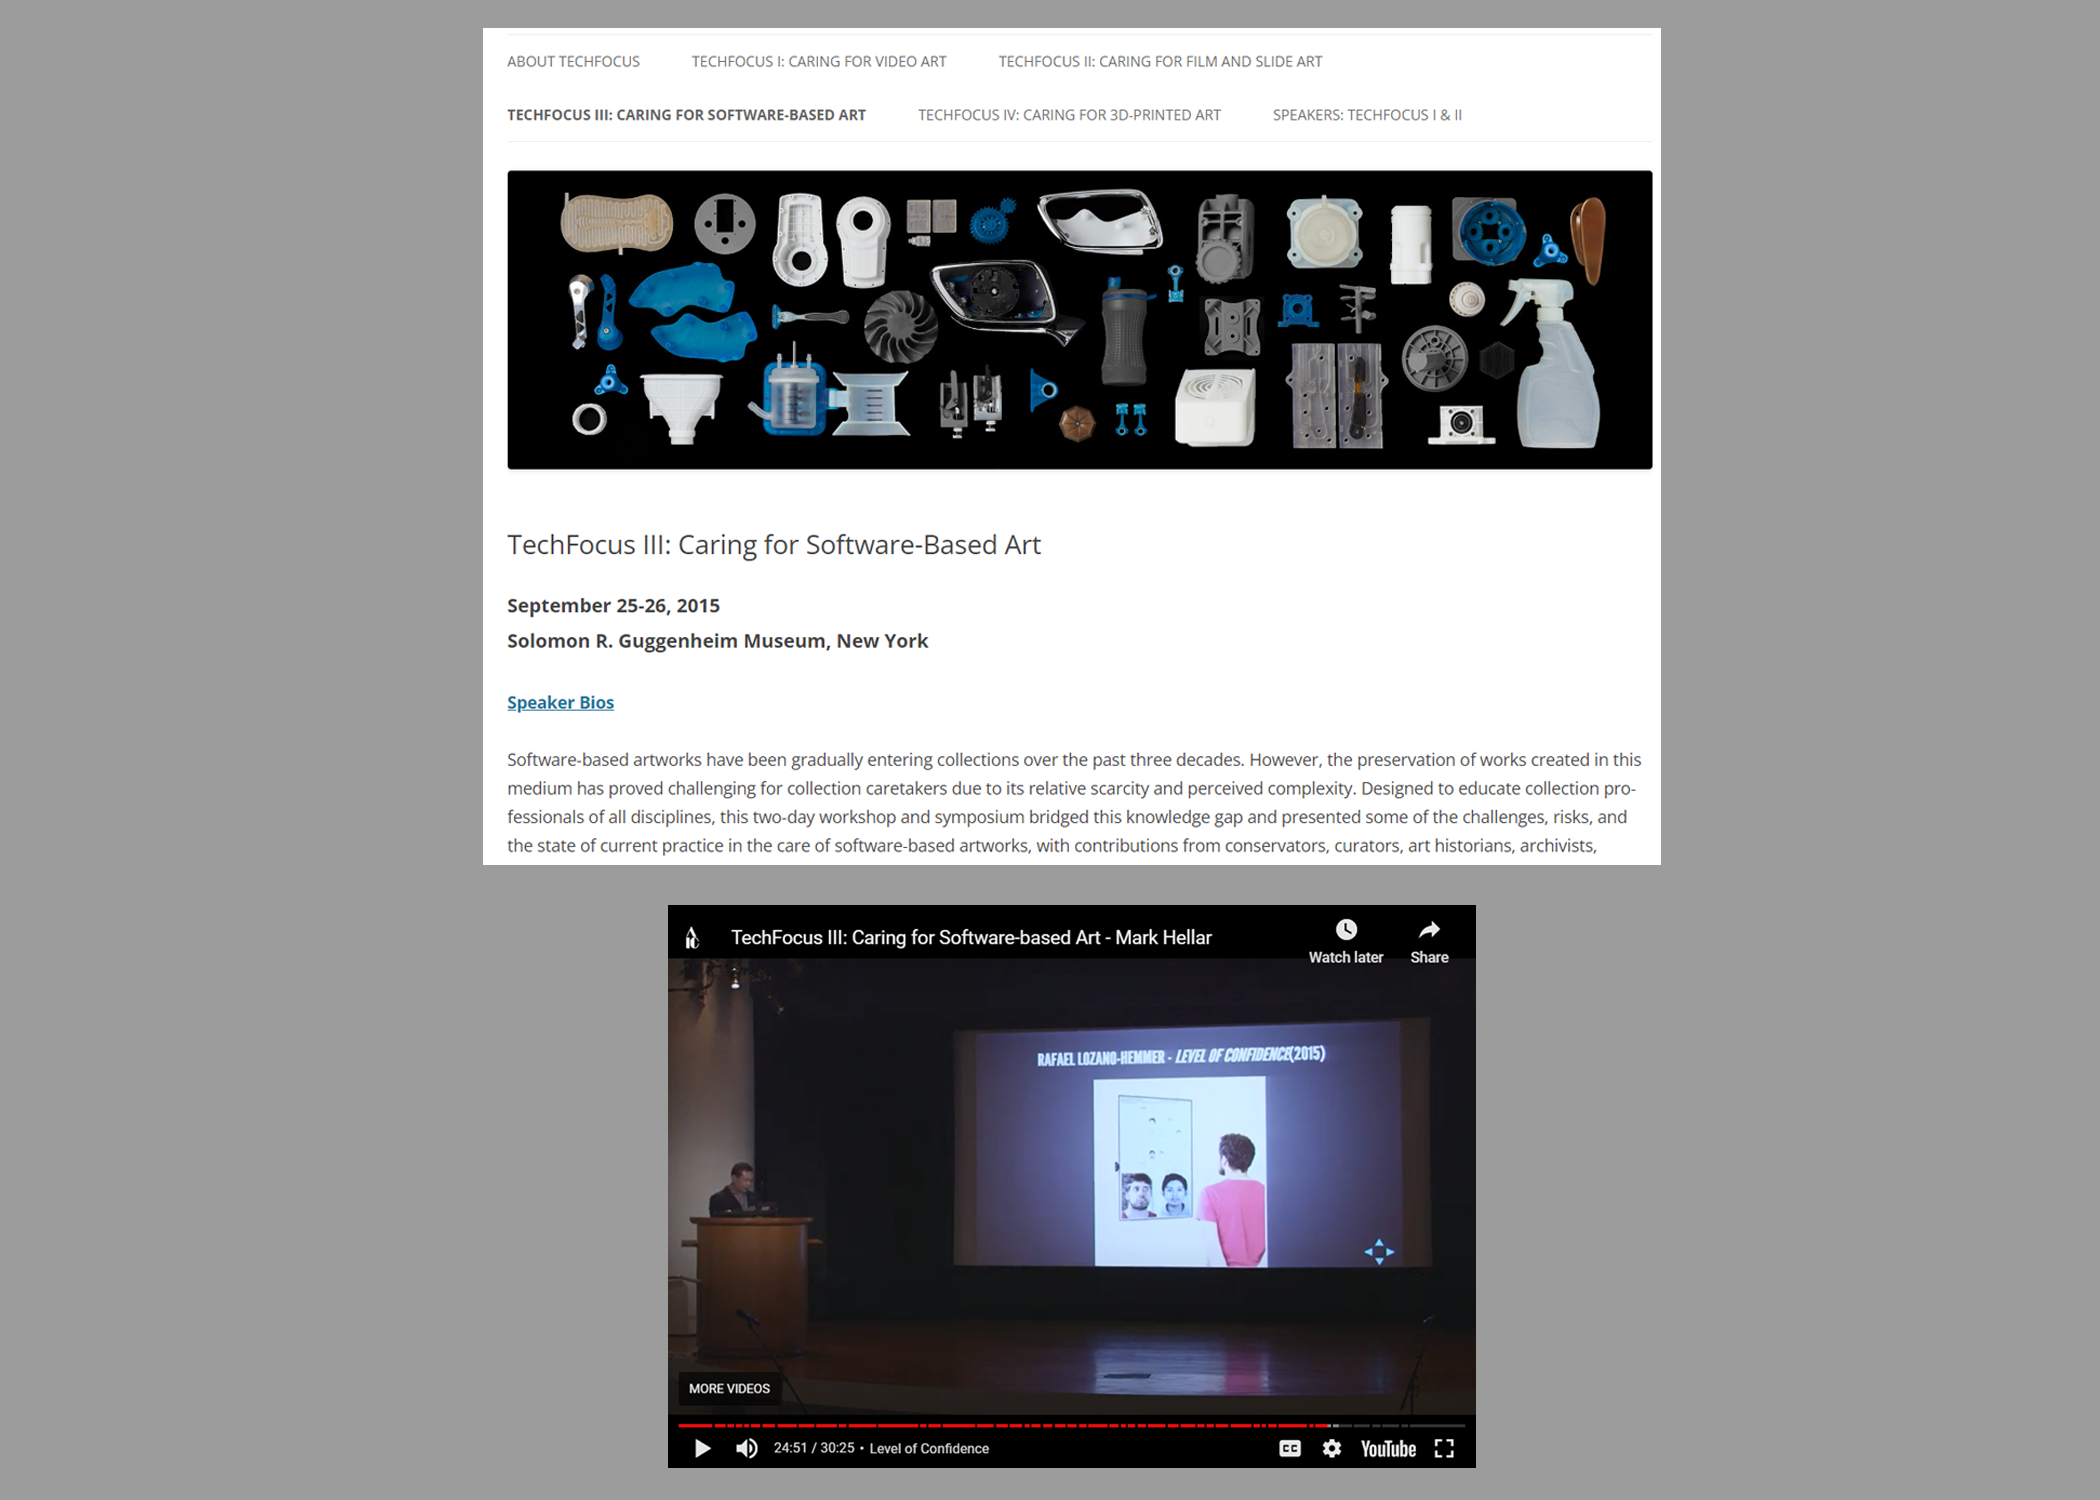 ABOUT TECHFOCUS TECHFOCUS I: CARING FOR VIDEO ART TECHFOCUS II: CARING FOR FILM AND SLIDE ART
TECHFOCUS III: CARING FOR SOFTWARE-BASED ART TECHFOCUS IV: CARING FOR 3D-PRINTED ART SPEAKERS: TECHFOCUS I & II
TechFocus III: Caring for Software-Based Art
September 25-26, 2015
Solomon R. Guggenheim Museum, New York
Speaker Bios
Software-based artworks have been gradually entering collections over the past three decades. However, the preservation of works created in this
medium has proved challenging for collection caretakers due to its relative scarcity and perceived complexity. Designed to educate collection pro-
fessionals of all disciplines, this two-day workshop and symposium bridged this knowledge gap and presented some of the challenges, risks, and
the state of current practice in the care of software-based artworks, with contributions from conservators, curators, art historians, archivists,
AIC
TechFocus III: Caring for Software-based Art - Mark Hellar
Watch later Share
RAFAEL LOZANO-HEMMER - LEVEL OF CONFIDENCE(2015)
MORE VIDEOS
24:51 / 30:25 • Level of Confidence
CC
YouTube